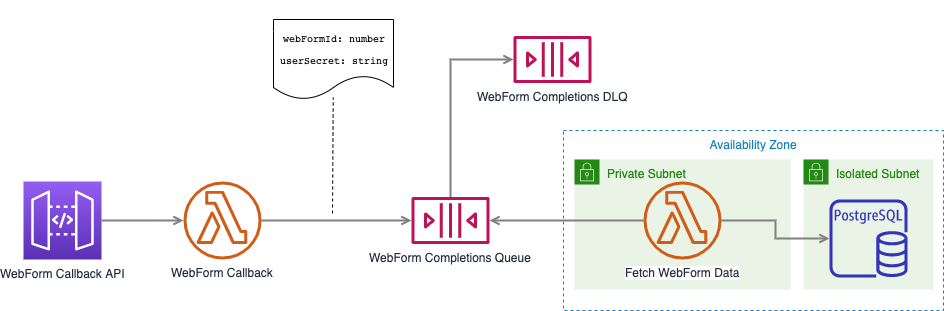 webFormId: number
userSecret: string
WebForm Completions DLQ
Availability Zone
Private Subnet
Isolated Subnet
PostgreSQL
WebForm Callback API
WebForm Callback
WebForm Completions Queue
Fetch WebForm Data